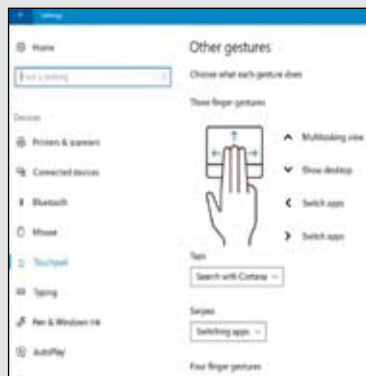 Settings
Home
Find a setting
Devices
Printers & scanners
Connected devices
Bluetooth
Mouse
Touchpad
Typing
Pen & Windows Ink
AutoPlay
Other gestures
Choose what each gesture does
Three finger gestures
Multitasking view
Show desktop
Switch apps
Switch apps
Taps
Search with Cortana
Swipes
Switching apps
Four finger gestures